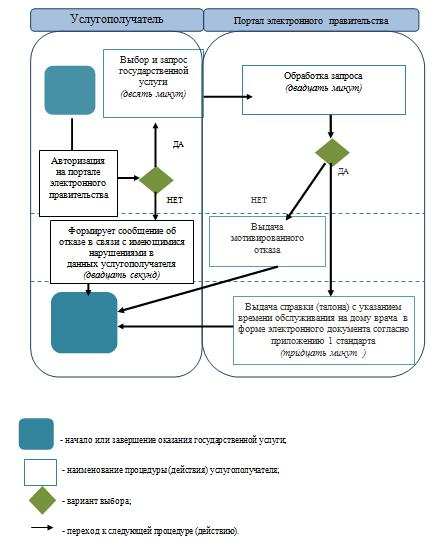 Услугополучатель
Портал электронного правительства
Выбор и запрос
государственной
услуги
(десять минут)
Обработка запроса
(двадцать минут)
ДА
Авторизация
на портале
электронного
правительства
ДА
НЕТ
НЕТ
Формирует сообщение об
отказе в связи с имеющимися
нарушениями в
данных услугополучателя
(двадцать секунд)
Выдача
мотивированного
отказа
Выдача справки (талона) с указанием
времени обслуживания на дому врача в
форме электронного документа согласно
приложению 1 стандарта
(тридцать минут )
- начало или завершение оказания государственной услуги;
- наименование процедуры (действия) услугополучателя;
- вариант выбора;
- переход к следующей процедуре (действию).